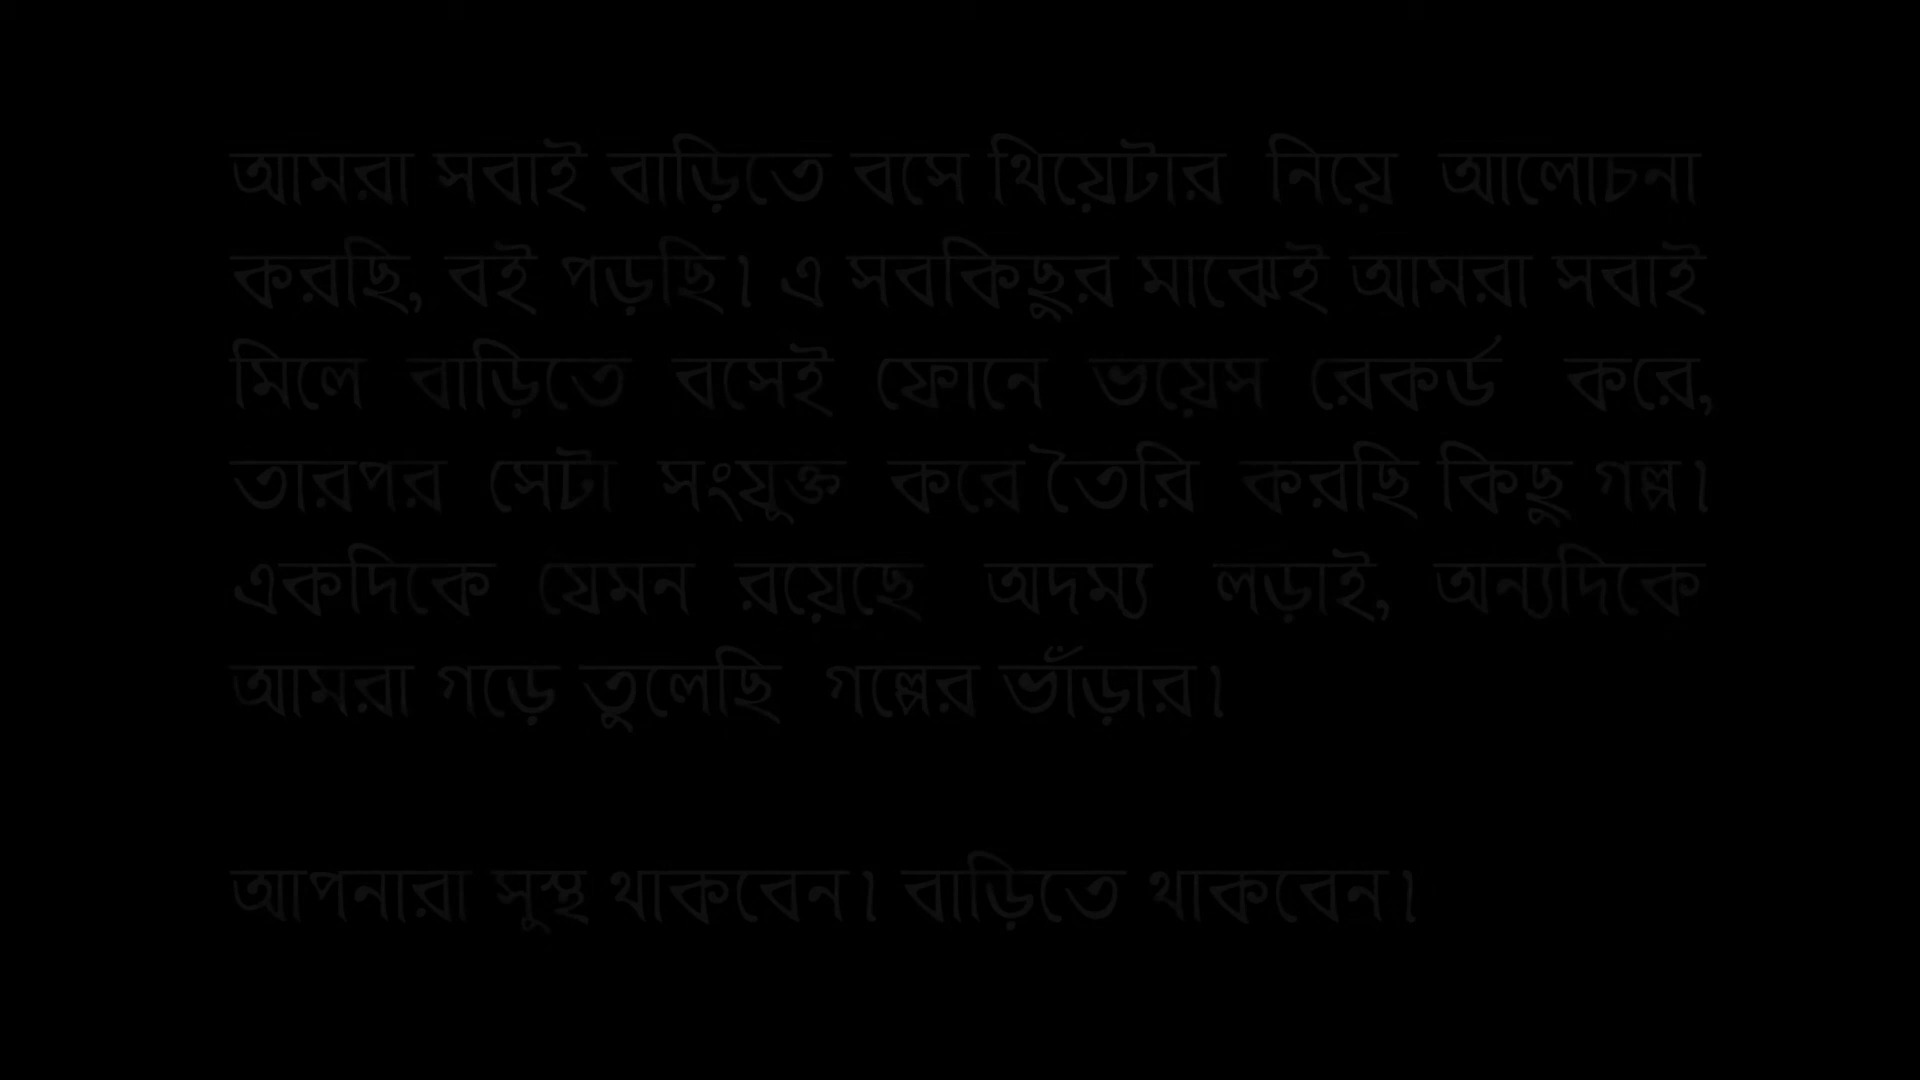 আমরা সবাই বাড়িতে বসে থিয়েটার নিয়ে আলোচনা
করছি, বই পড়ছি। এ সবকিছুর মাঝেই আমরা সবাই
মিলে বাড়িতে বসেই ফোনে ভয়েস রেকর্ড করে,
তারপর সেটা সংযুক্ত করে তৈরি করছি কিছু গল্প।
একদিকে যেমন রয়েছে অদম্য লড়াই, অন্যদিকে
আমরা গড়ে তুলেছি গল্পের ভাঁড়ার।
আপনারা সুস্থ থাকবেন। বাড়িতে থাকবেন।